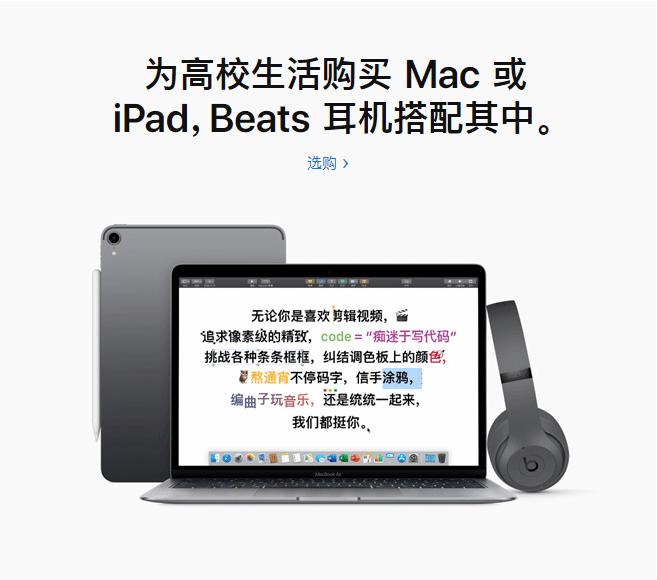 为高校生活购买 Mac 或
iPad，Beats 耳机搭配其中。
选购 >
无论你是喜欢剪辑视频，
追求像素级的精致，code = “痴迷于写代码”
挑战各种条条框框，纠结调色板上的颜色，
熬通宵不停码字，信手涂鸦，
编曲子玩音乐，还是统统一起来，
我们都挺你。
MacBook Air